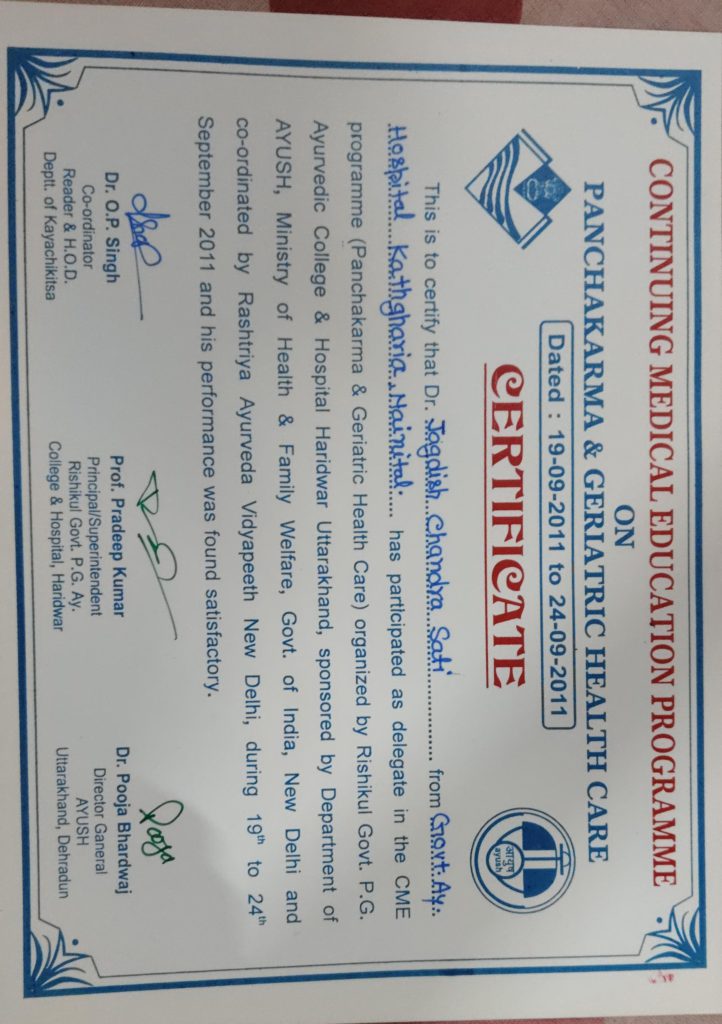 CONTINUING MEDICAL EDUCATION PROGRAMME
ON
PANCHAKARMA & GERIATRIC HEALTH CARE
Dated : 19-09-2011 to 24-09-2011
CERTIFICATE
आयुष
ayush
This is to certify that Dr. Jagdish Chandra Sati from Govt. Ay.
Hospital Kathgharia, Nainital. has participated as delegate in the CME
programme (Panchakarma & Geriatric Health Care) organized by Rishikul Govt. P.G.
Ayurvedic College & Hospital Haridwar Uttarakhand, sponsored by Department of
AYUSH, Ministry of Health & Family Welfare, Govt. of India, New Delhi and
co-ordinated by Rashtriya Ayurveda Vidyapeeth New Delhi, during 19th to 24th
September 2011 and his performance was found satisfactory.
Pooja
Dr. O.P. Singh
Co-ordinator
Reader & H.O.D.
Deptt. of Kayachikitsa
Prof. Pradeep Kumar
Principal/Superintendent
Rishikul Govt. P.G. Ay.
College & Hospital, Haridwar
Dr. Pooja Bhardwaj
Director Ganeral
AYUSH
Uttarakhand, Dehradun